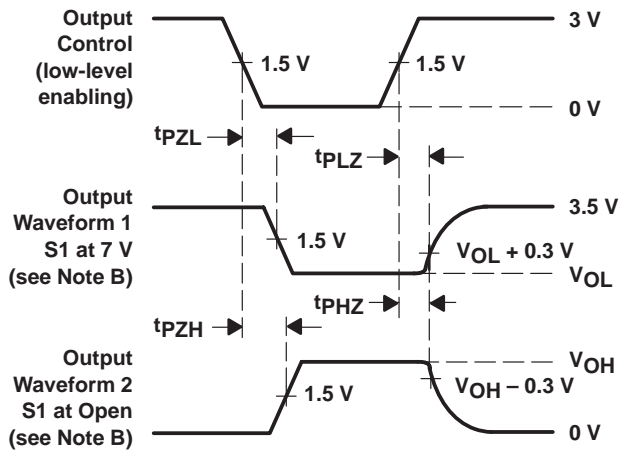 Output
Control
(low-level
enabling)
1.5 V
1.5 V
3 V
0 V
tPZL
tPLZ
Output
Waveform 1
S1 at 7 V
(see Note B)
1.5 V
3.5 V
VOL + 0.3 V
VOL
tPHZ
tPZH
Output
Waveform 2
S1 at Open
(see Note B)
1.5 V
VOH
VOH – 0.3 V
0 V